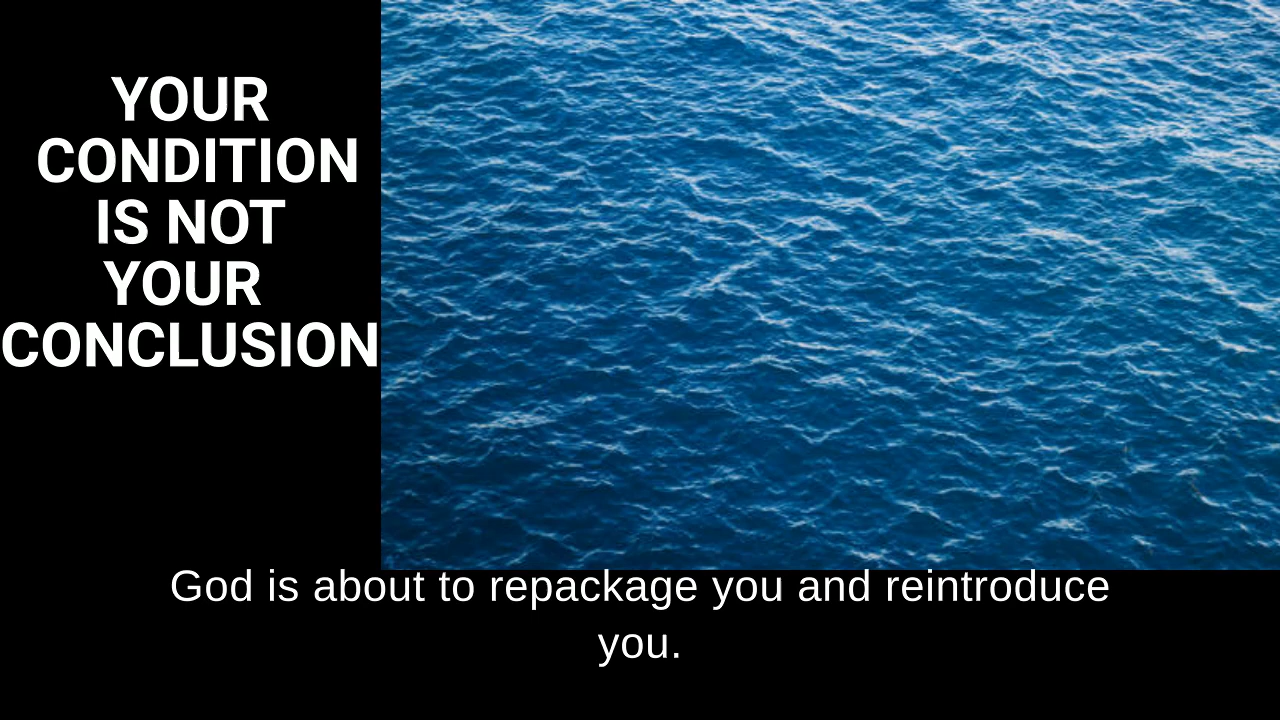 YOUR
CONDITION
IS NOT
YOUR
CONCLUSION
God is about to repackage you and reintroduce
you.